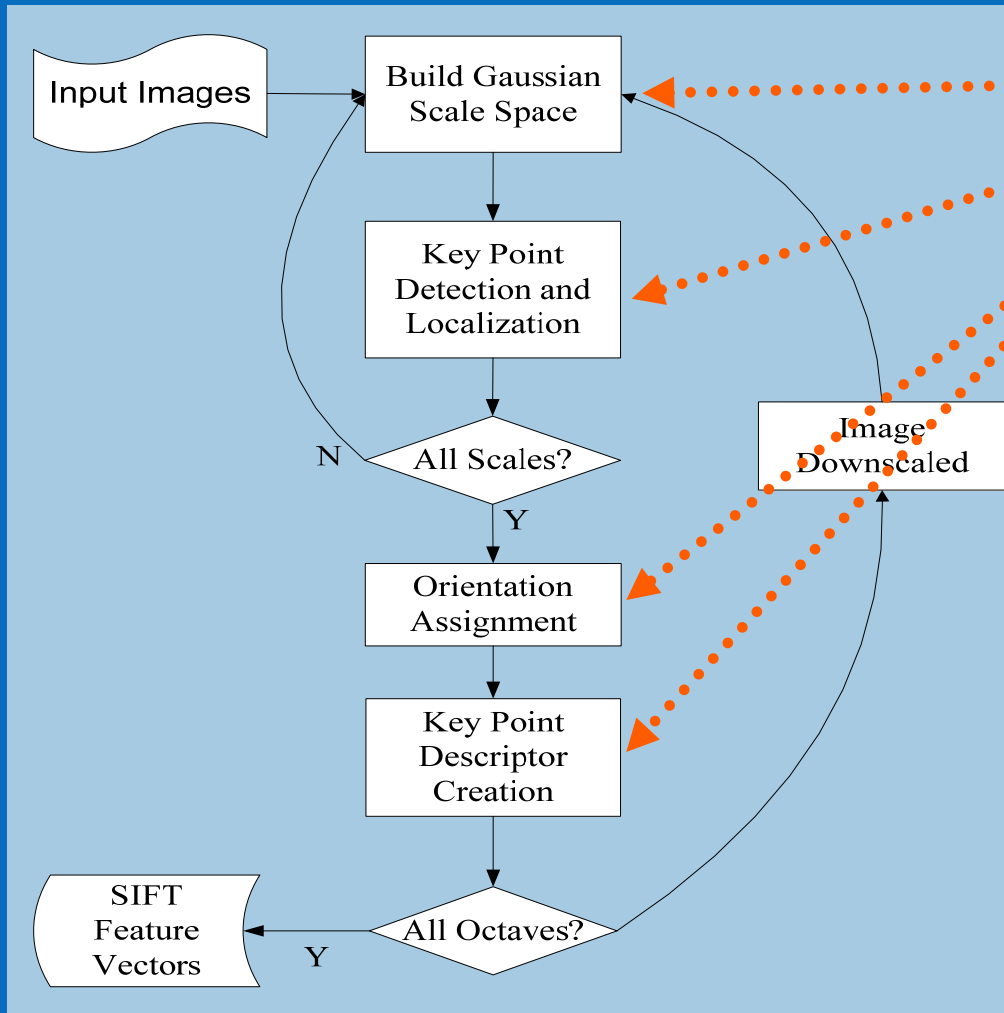 Input Images
Build Gaussian
Scale Space
Key Point
Detection and
Localization
All Scales?
N
Y
Image
Downscaled
Orientation
Assignment
Key Point
Descriptor
Creation
All Octaves?
Y
SIFT
Feature
Vectors